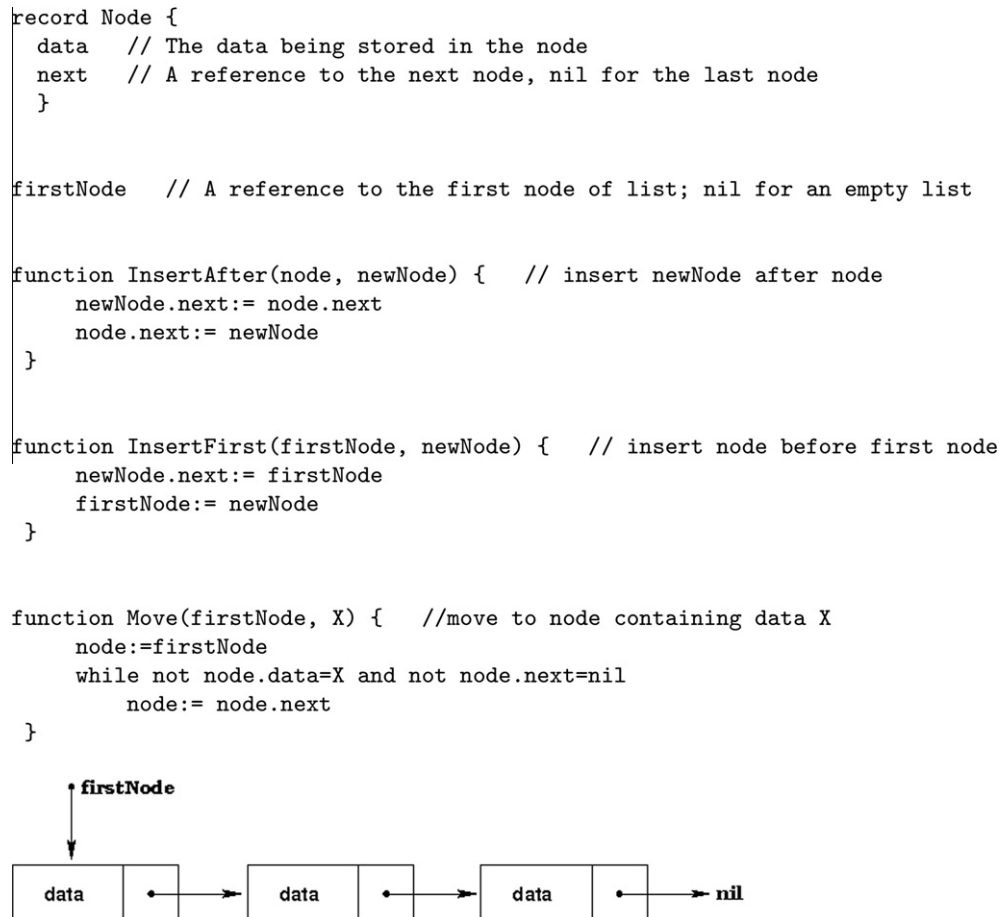 record Node {
data // The data being stored in the node
next // A reference to the next node, nil for the last node
}
firstNode // A reference to the first node of list; nil for an empty list
function InsertAfter(node, newNode) { // insert newNode after node
newNode.next:= node.next
node.next:= newNode
}
function InsertFirst(firstNode, newNode) { // insert node before first node
newNode.next:= firstNode
firstNode:= newNode
}
function Move(firstNode, X) { //move to node containing data X
node:=firstNode
while not node.data=X and not node.next=nil
node:= node.next
}
firstNode
data data data nil